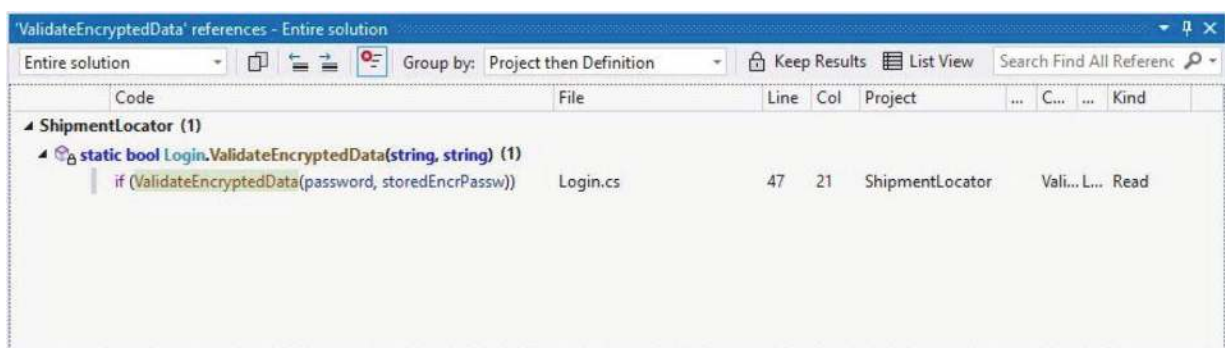 'ValidateEncryptedData' references - Entire solution
Entire solution Group by: Project then Definition Keep Results List View Search Find All Referenc
Code File Line Col Project ... C... ... Kind
ShipmentLocator (1)
static bool Login.ValidateEncryptedData(string, string) (1)
if (ValidateEncryptedData(password, storedEncrPassw)) Login.cs 47 21 ShipmentLocator Vali... L... Read